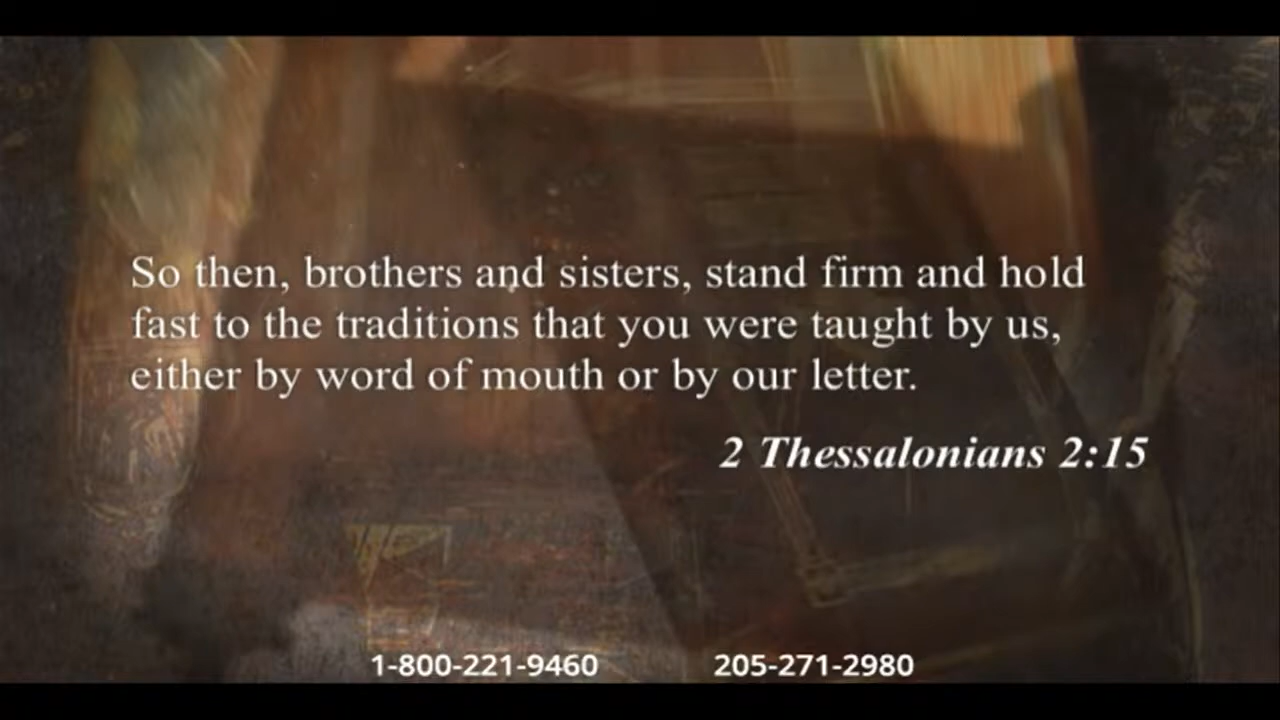 So then, brothers and sisters, stand firm and hold
fast to the traditions that you were taught by us,
either by word of mouth or by our letter.
2 Thessalonians 2:15
1-800-221-9460 205-271-2980